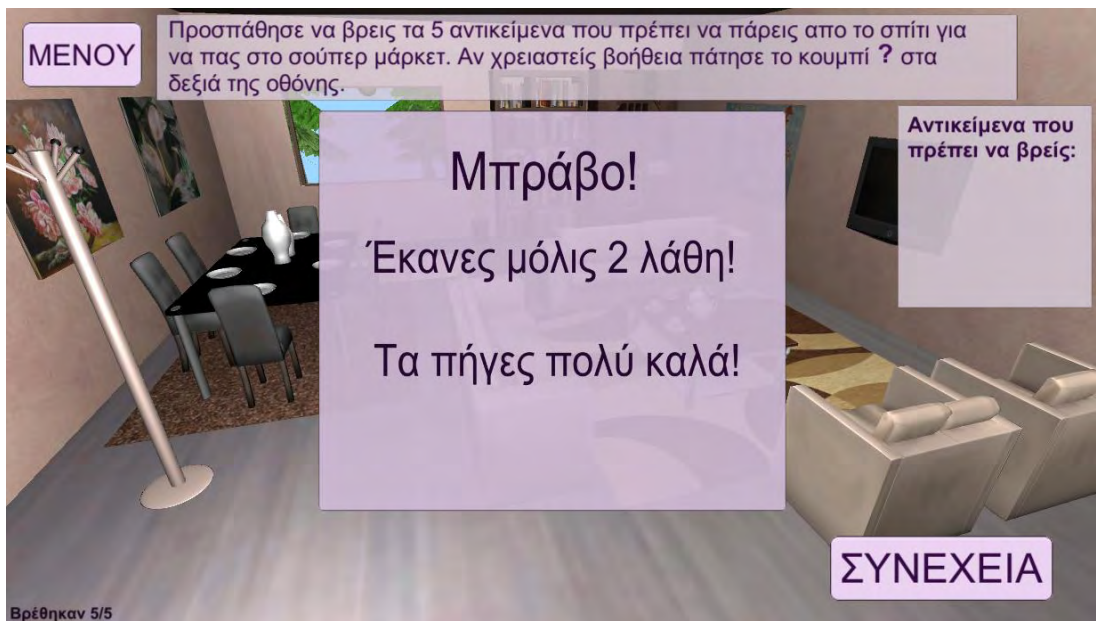 ΜΕΝΟΥ
Προσπάθησε να βρεις τα 5 αντικείμενα που πρέπει να πάρεις απο το σπίτι για
να πας στο σούπερ μάρκετ. Αν χρειαστείς βοήθεια πάτησε το κουμπί ? στα
δεξιά της οθόνης.
Αντικείμενα που
πρέπει να βρείς:
Μπράβο!
Έκανες μόλις 2 λάθη!
Τα πήγες πολύ καλά!
ΣΥΝΕΧΕΙΑ
Βρέθηκαν 5/5